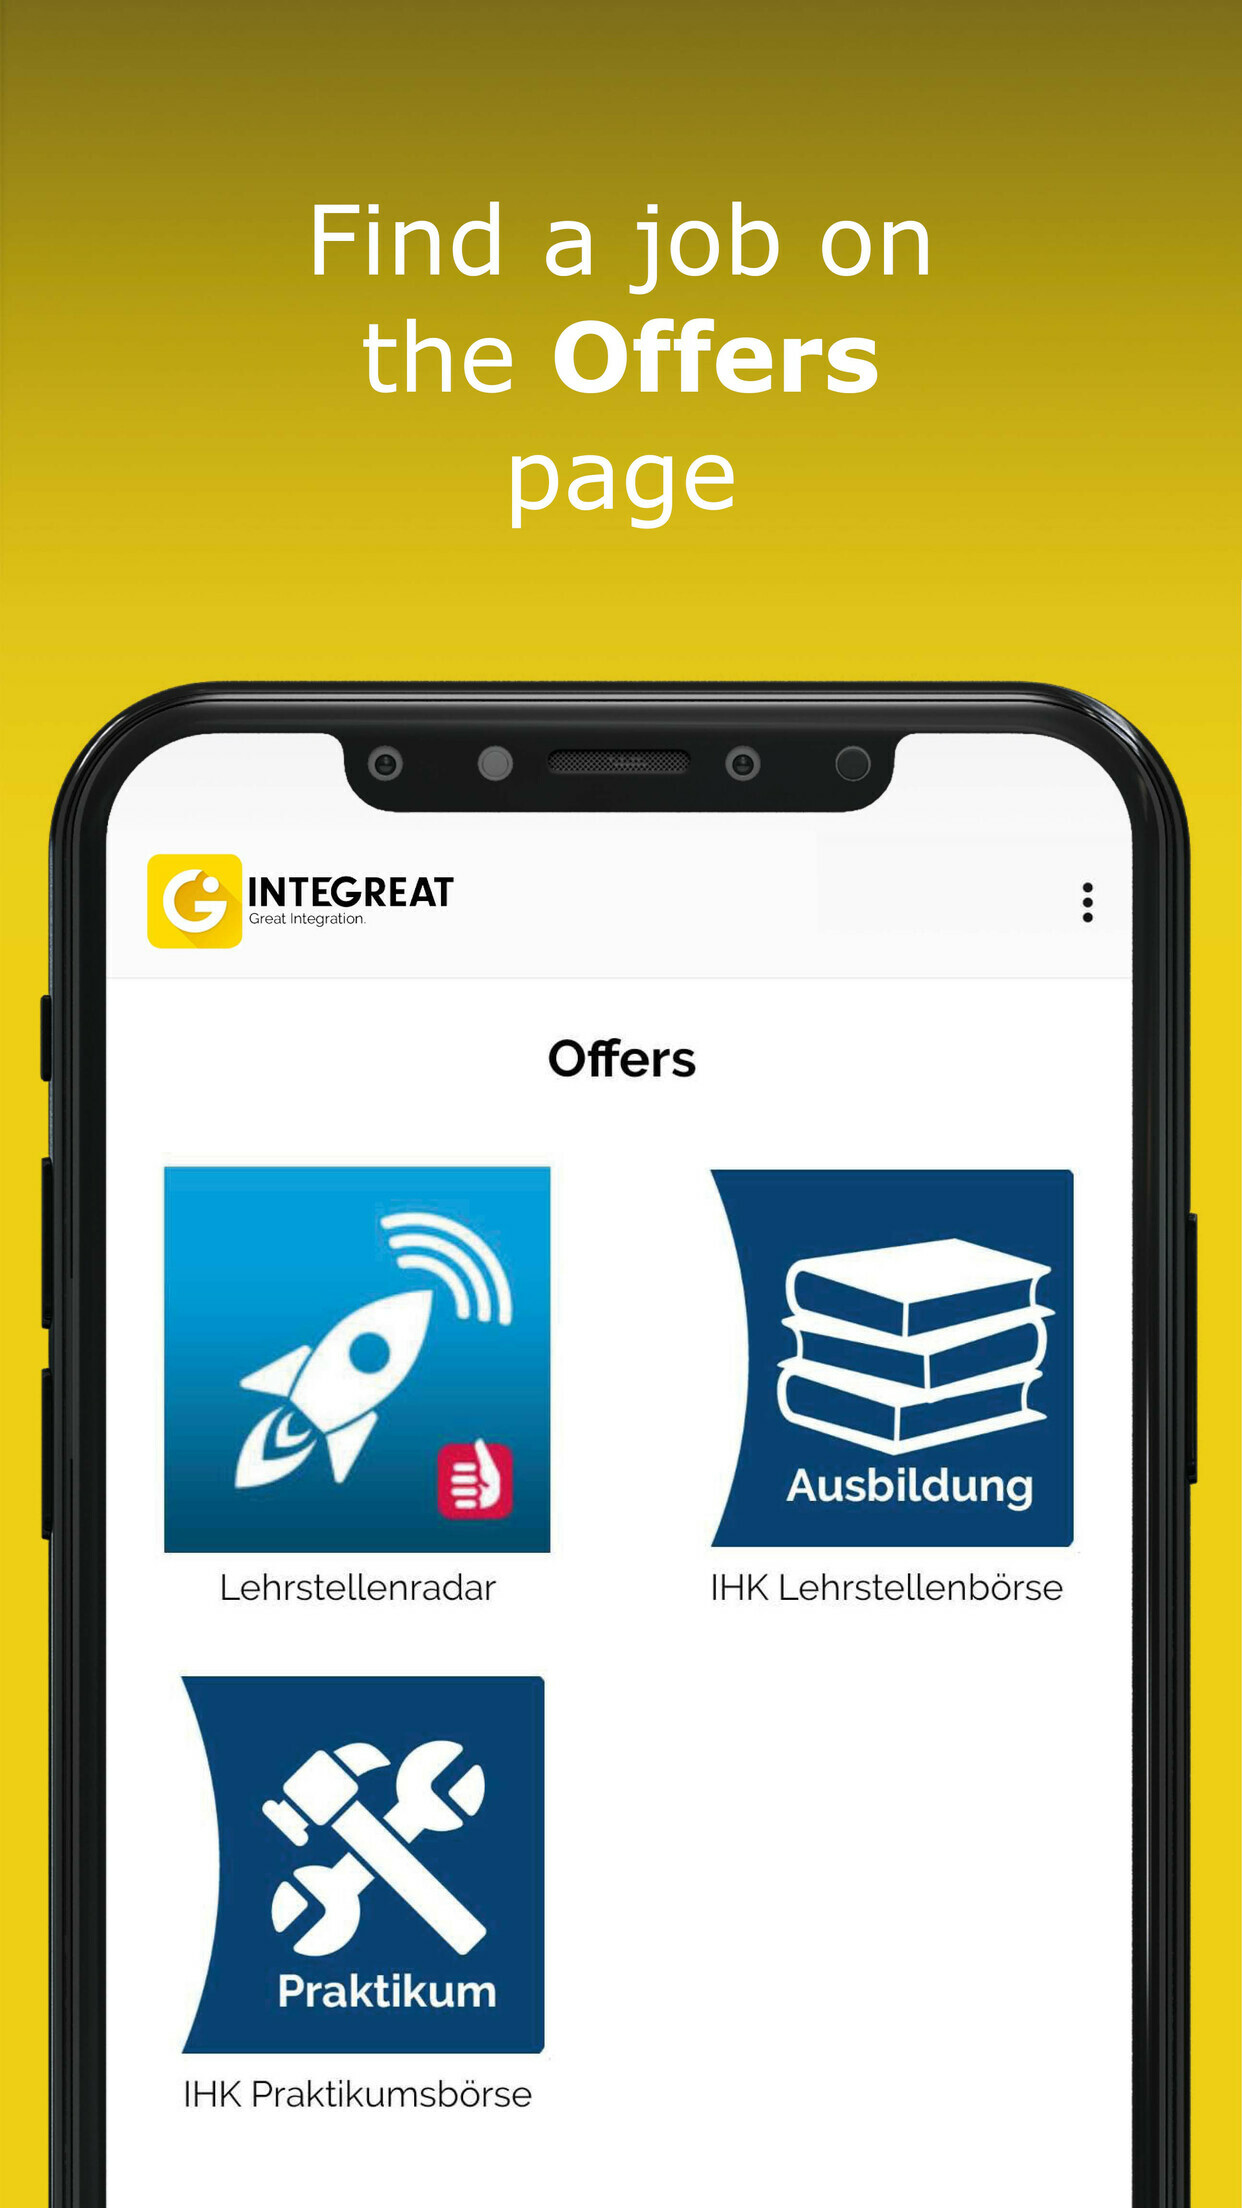 Find a job on
the Offers
page
INTEGREAT
Great Integration.
Offers
Ausbildung
Lehrstellenradar
IHK Lehrstellenbörse
Praktikum
IHK Praktikumsbörse